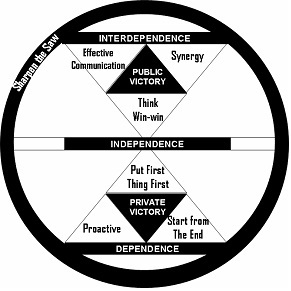 Sharpen the Saw
INTERDEPENDENCE
Effective
Communication
Synergy
PUBLIC
VICTORY
Think
Win-win
INDEPENDENCE
Put First
Thing First
PRIVATE
VICTORY
Proactive
Start from
The End
DEPENDENCE